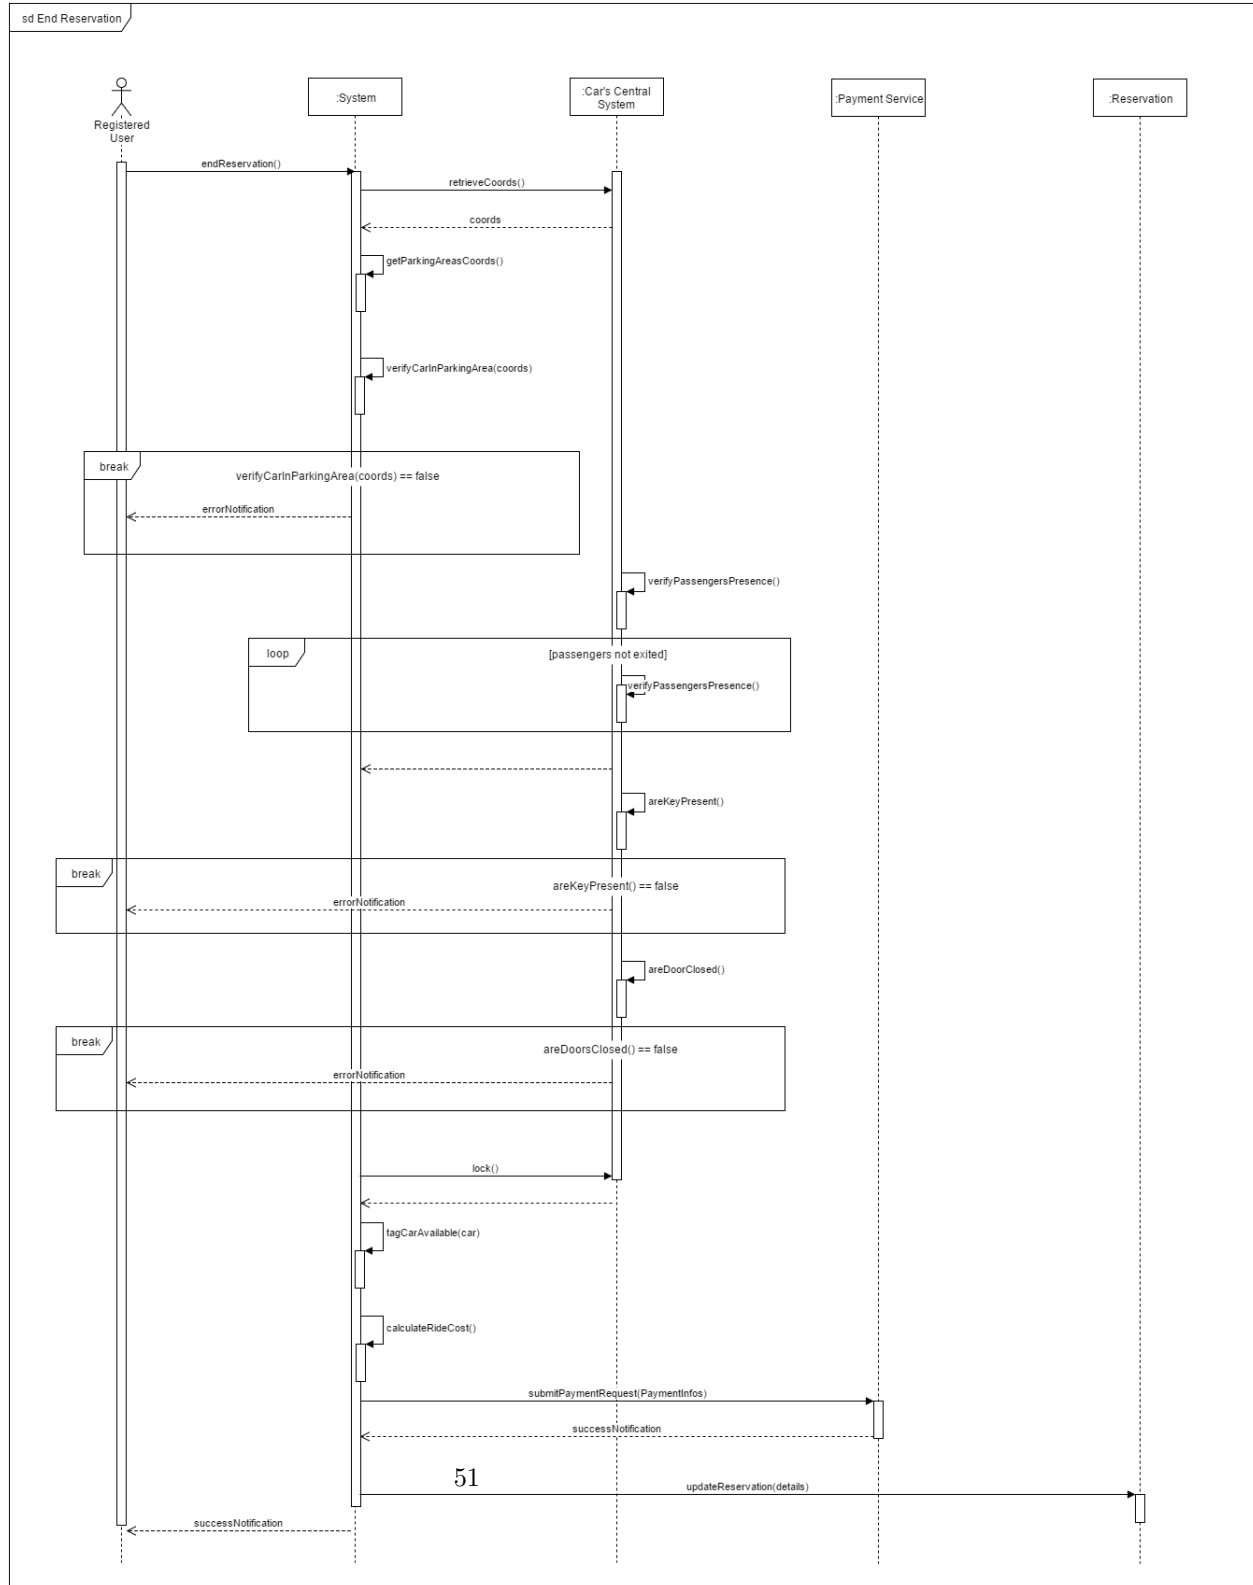 sd End Reservation
Registered
User
:System
:Car's Central
System
:Payment Service
:Reservation
endReservation()
retrieveCoords()
coords
getParkingAreasCoords()
verifyCarInParkingArea(coords)
break
verifyCarInParkingArea(coords) == false
errorNotification
verifyPassengersPresence()
loop
[passengers not exited]
verifyPassengersPresence()
areKeyPresent()
break
areKeyPresent() == false
errorNotification
areDoorClosed()
break
areDoorsClosed() == false
errorNotification
lock()
tagCarAvailable(car)
calculateRideCost()
submitPaymentRequest(PaymentInfos)
successNotification
51
updateReservation(details)
successNotification